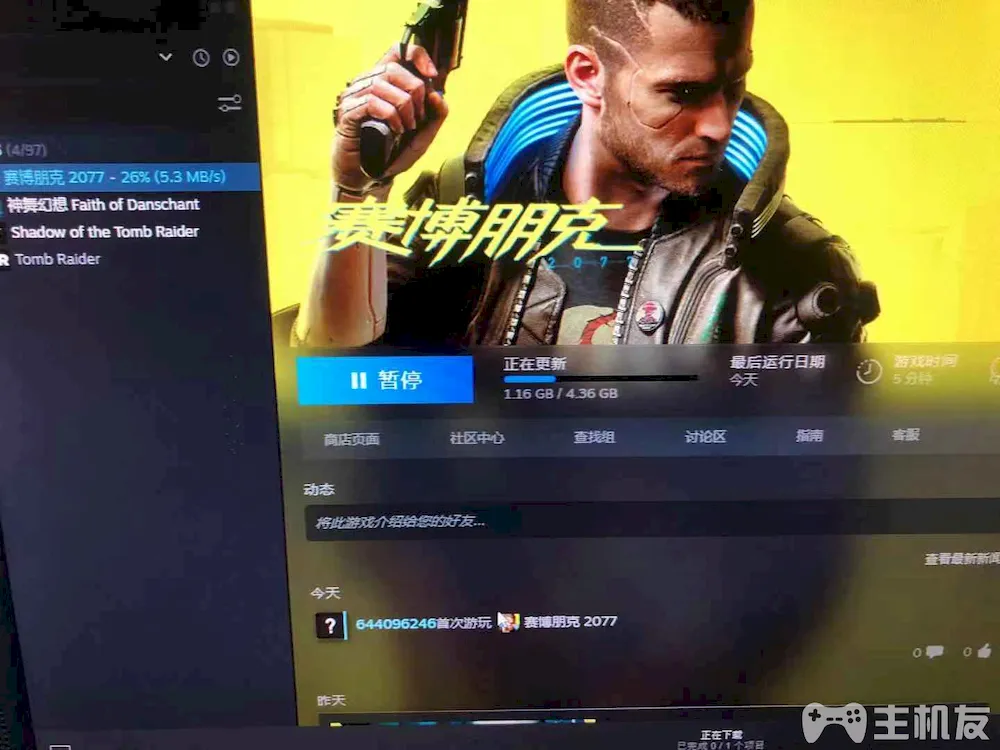 (4/97)
赛博朋克 2077 - 26% (5.3 MB/s)
神舞幻想 Faith of Danschant
Shadow of the Tomb Raider
R Tomb Raider
赛博朋克
2077
暂停
正在更新
1.16 GB / 4.36 GB
最后运行日期
今天
游戏时间
5 分钟
商店页面
社区中心
查找组
讨论区
指南
客服
动态
将此游戏介绍给您的好友...
查看最新新闻
今天
? 644096246首次游玩 赛博朋克 2077
0 0
昨天
正在下载
已完成 0 / 1 个项目
主机友